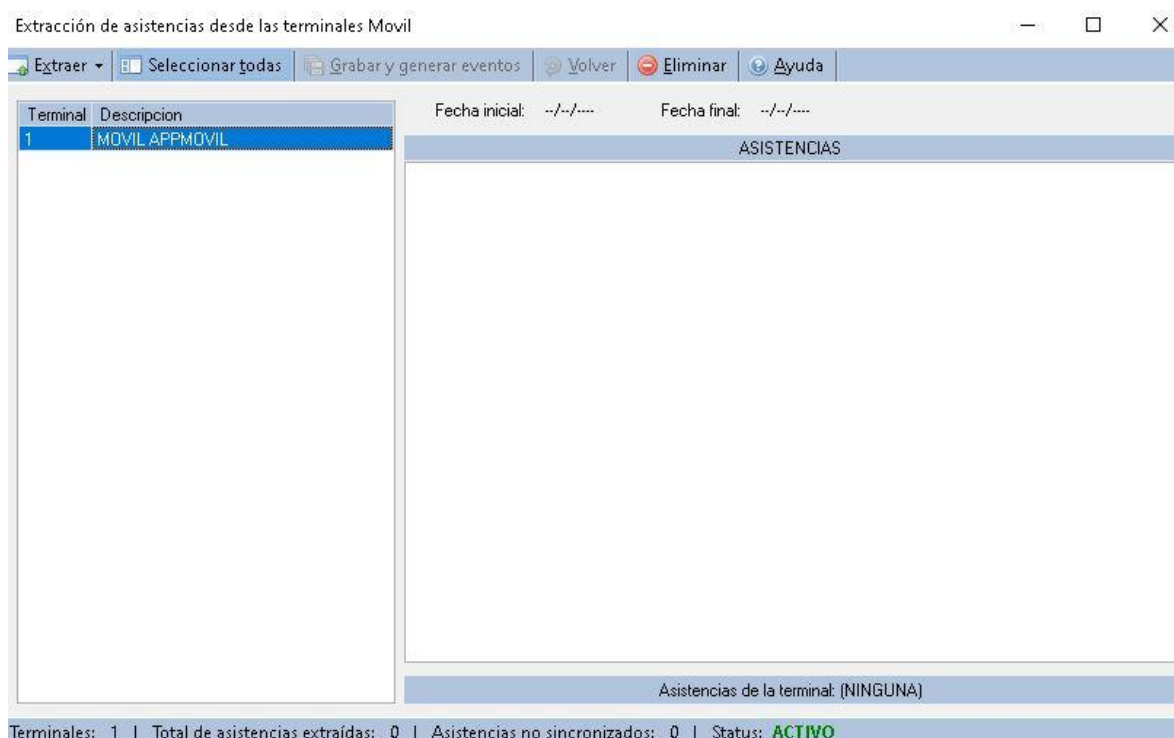 Extracción de asistencias desde las terminales Movil
Extraer Seleccionar todas Grabar y generar eventos Volver Eliminar Ayuda
Terminal Descripcion
1 MOVIL APPMOVIL
Fecha inicial: --/--/---- Fecha final: --/--/----
ASISTENCIAS
Asistencias de la terminal: (NINGUNA)
Terminales: 1 | Total de asistencias extraídas: 0 | Asistencias no sincronizados: 0 | Status: ACTIVO